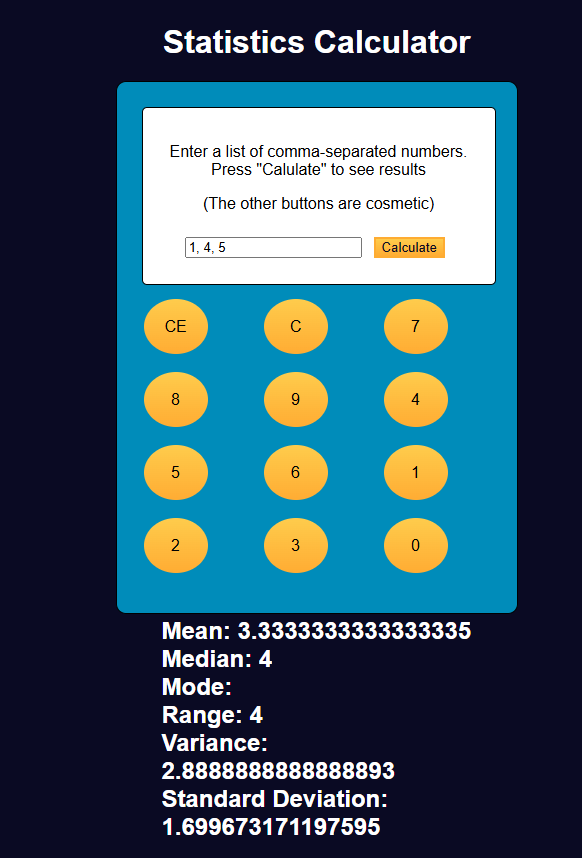 Statistics Calculator
Enter a list of comma-separated numbers.
Press "Calulate" to see results
(The other buttons are cosmetic)
1, 4, 5 Calculate
CE C 7
8 9 4
5 6 1
2 3 0
Mean: 3.3333333333333335
Median: 4
Mode:
Range: 4
Variance:
2.8888888888888893
Standard Deviation:
1.699673171197595